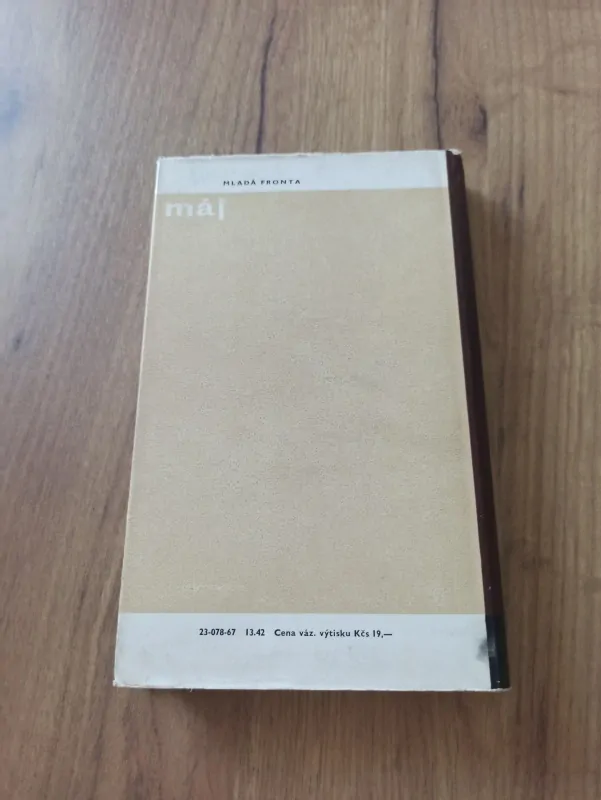 MLADÁ FRONTA
máj
23-078-67 13.42 Cena váz. výtisku Kčs 19,—